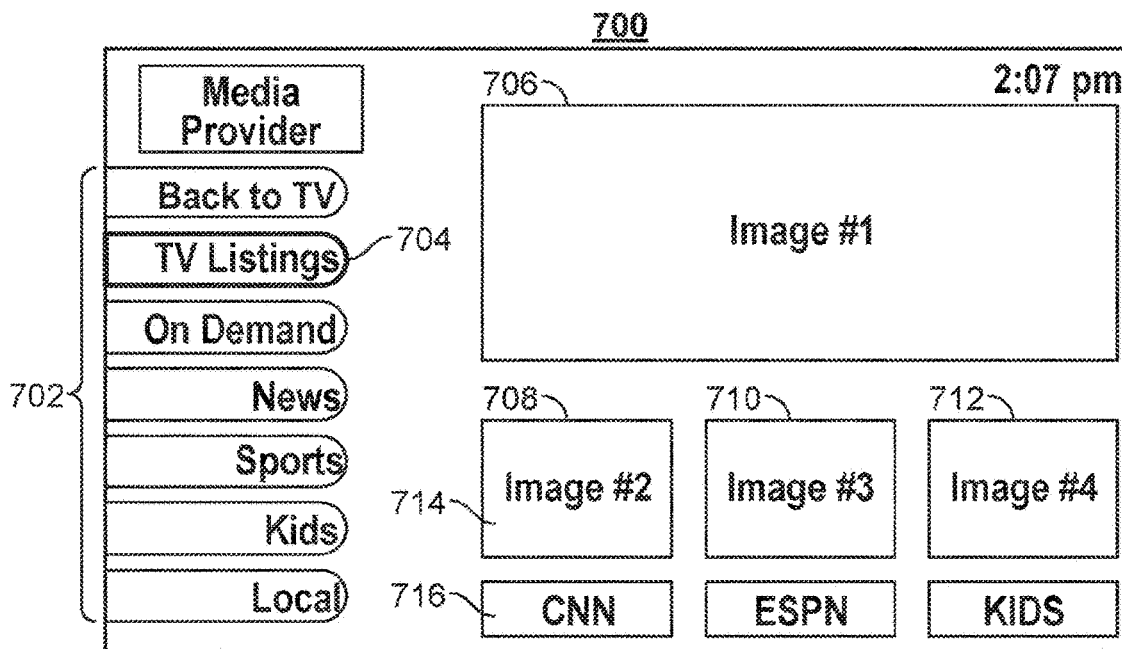 700
Media
Provider
2:07 pm
706
Back to TV
TV Listings
704
On Demand
News
Sports
Kids
Local
702
Image #1
708
710
712
Image #2
Image #3
Image #4
714
716
CNN
ESPN
KIDS